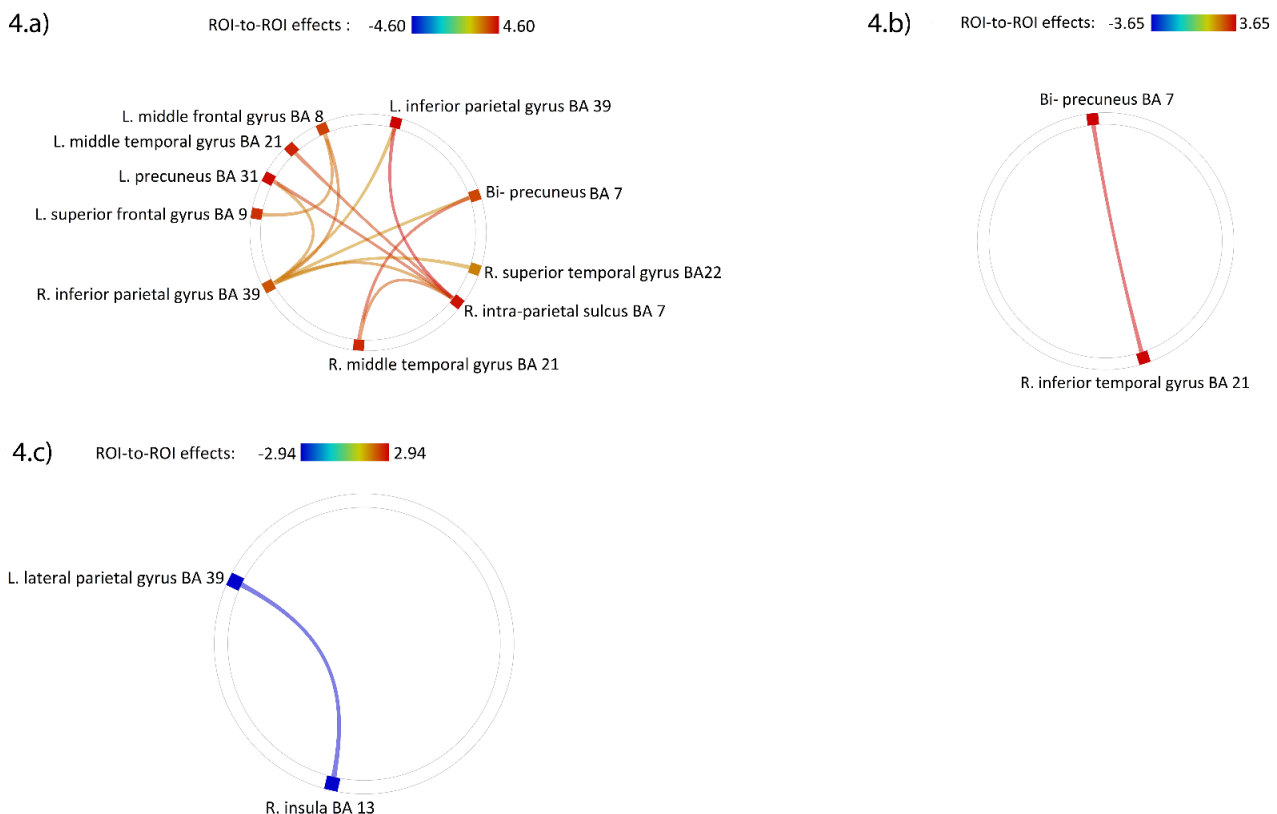 4.a)
ROI-to-ROI effects : -4.60 4.60
L. middle frontal gyrus BA 8
L. inferior parietal gyrus BA 39
L. middle temporal gyrus BA 21
L. precuneus BA 31
Bi- precuneus BA 7
L. superior frontal gyrus BA 9
R. superior temporal gyrus BA22
R. inferior parietal gyrus BA 39
R. intra-parietal sulcus BA 7
R. middle temporal gyrus BA 21
4.b)
ROI-to-ROI effects: -3.65 3.65
Bi- precuneus BA 7
R. inferior temporal gyrus BA 21
4.c)
ROI-to-ROI effects: -2.94 2.94
L. lateral parietal gyrus BA 39
R. insula BA 13